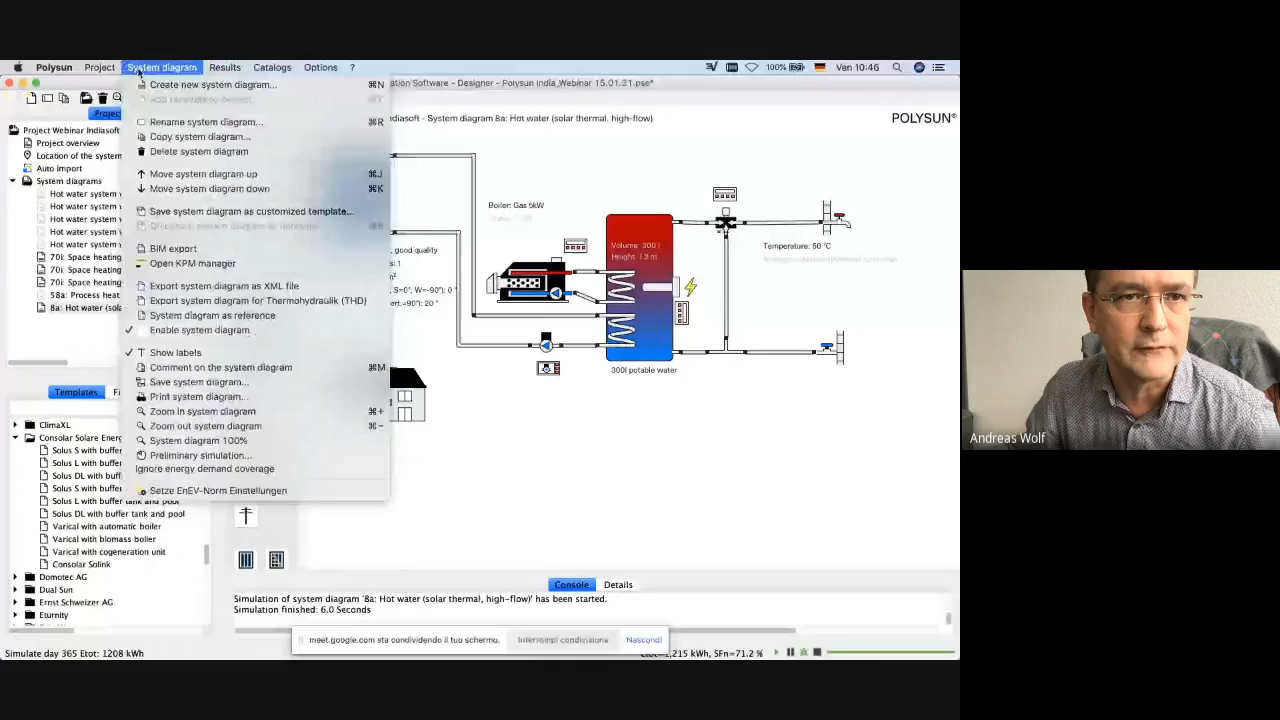 Polysun Project System diagram Results Catalogs Options ? 100% Ven 10:46
ation Software - Designer - Polysun India_Webinar 15.01.21.pse*
Create new system diagram... ⌘N
Rename system diagram... ⌘R
Copy system diagram...
Delete system diagram
Move system diagram up ⌘J
Move system diagram down ⌘K
Save system diagram as customized template...
BIM export
Open KPM manager
Export system diagram as XML file
Export system diagram for Thermohydraulik (THD)
System diagram as reference
Enable system diagram
Show labels
Comment on the system diagram ⌘M
Save system diagram...
Print system diagram...
Zoom in system diagram ⌘+
Zoom out system diagram ⌘-
System diagram 100%
Preliminary simulation...
Ignore energy demand coverage
Setze EnEV-Norm Einstellungen
Projec
Project Webinar Indiasoft
Project overview
Location of the system
Auto import
System diagrams
Hot water system
Hot water system
Hot water system
Hot water system
Hot water system
70i: Space heating
70i: Space heating
70i: Space heating
58a: Process heat
8a: Hot water (sola
Templates
ClimaXL
Consolar Solare Energ
Solus S with buffe
Solus L with buffe
Solus DL with buff
Solus S with buffe
Solus L with buffer tank and pool
Solus DL with buffer tank and pool
Varical with automatic boiler
Varical with biomass boiler
Varical with cogeneration unit
Consolar Solink
Domotec AG
Dual Sun
Ernst Schweizer AG
Eturnity
ndiasoft - System diagram 8a: Hot water (solar thermal, high-flow)
POLYSUN®
Boiler: Gas 5kW
Volume: 300 l
Height: 1.3 m
Temperature: 50 °C
, good quality
s: 1
m²
S=0°, W=-90°): 0 °
ert.=90°): 20 °
300l potable water
Console Details
Simulation of system diagram '8a: Hot water (solar thermal, high-flow)' has been started.
Simulation finished: 6.0 Seconds
meet.google.com sta condividendo il tuo schermo. Interrompi condivisione Nascondi
Simulate day 365 Etot: 1208 kWh
SFn=71.2 %
Andreas Wolf